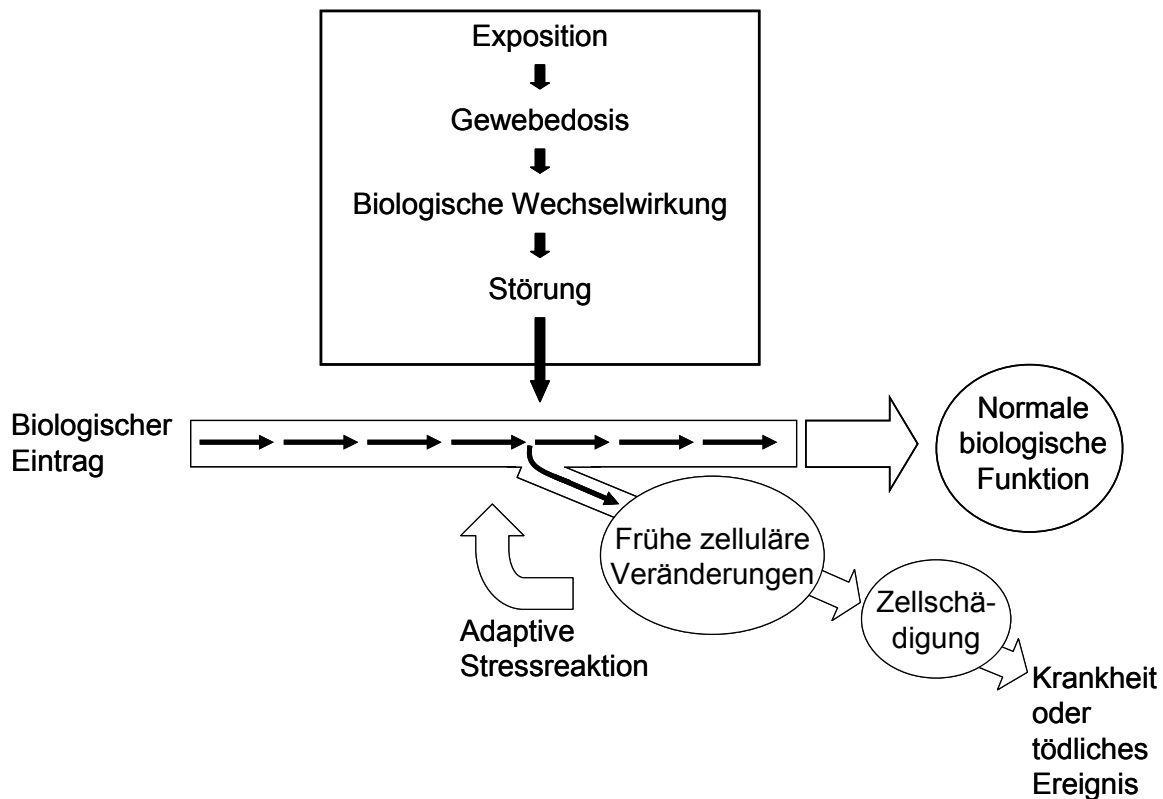 Exposition
Gewebedosis
Biologische Wechselwirkung
Störung
Biologischer
Eintrag
Normale
biologische
Funktion
Frühe zelluläre
Veränderungen
Adaptive
Stressreaktion
Zellschä-
digung
Krankheit
oder
tödliches
Ereignis